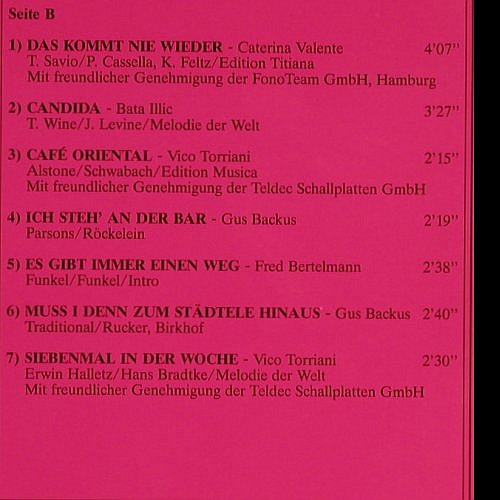 Seite B
1) DAS KOMMT NIE WIEDER - Caterina Valente 4'07"
T. Savio/P. Cassella, K. Feltz/Edition Titiana
Mit freundlicher Genehmigung der FonoTeam GmbH, Hamburg
2) CANDIDA - Bata Illic 3'27"
T. Wine/J. Levine/Melodie der Welt
3) CAFÉ ORIENTAL - Vico Torriani 2'15"
Alstone/Schwabach/Edition Musica
Mit freundlicher Genehmigung der Teldec Schallplatten GmbH
4) ICH STEH' AN DER BAR - Gus Backus 2'19"
Parsons/Röckelein
5) ES GIBT IMMER EINEN WEG - Fred Bertelmann 2'38"
Funkel/Funkel/Intro
6) MUSS I DENN ZUM STÄDTELE HINAUS - Gus Backus 2'40"
Traditional/Rucker, Birkhof
7) SIEBENMAL IN DER WOCHE - Vico Torriani 2'30"
Erwin Halletz/Hans Bradtke/Melodie der Welt
Mit freundlicher Genehmigung der Teldec Schallplatten GmbH